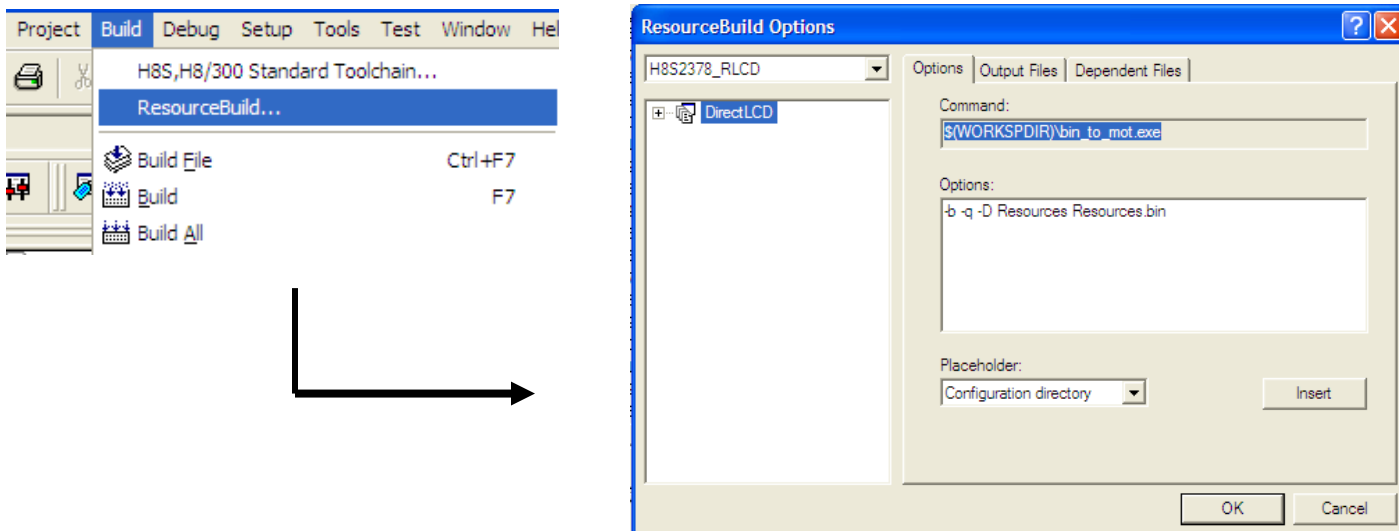 Project Build Debug Setup Tools Test Window Hel
H8S,H8/300 Standard Toolchain...
ResourceBuild...
Build File Ctrl+F7
Build F7
Build All
ResourceBuild Options
H8S2378_RLCD
DirectLCD
Options Output Files Dependent Files
Command:
$(WORKSPDIR)\bin_to_mot.exe
Options:
-b -q -D Resources Resources.bin
Placeholder:
Configuration directory
Insert
OK Cancel